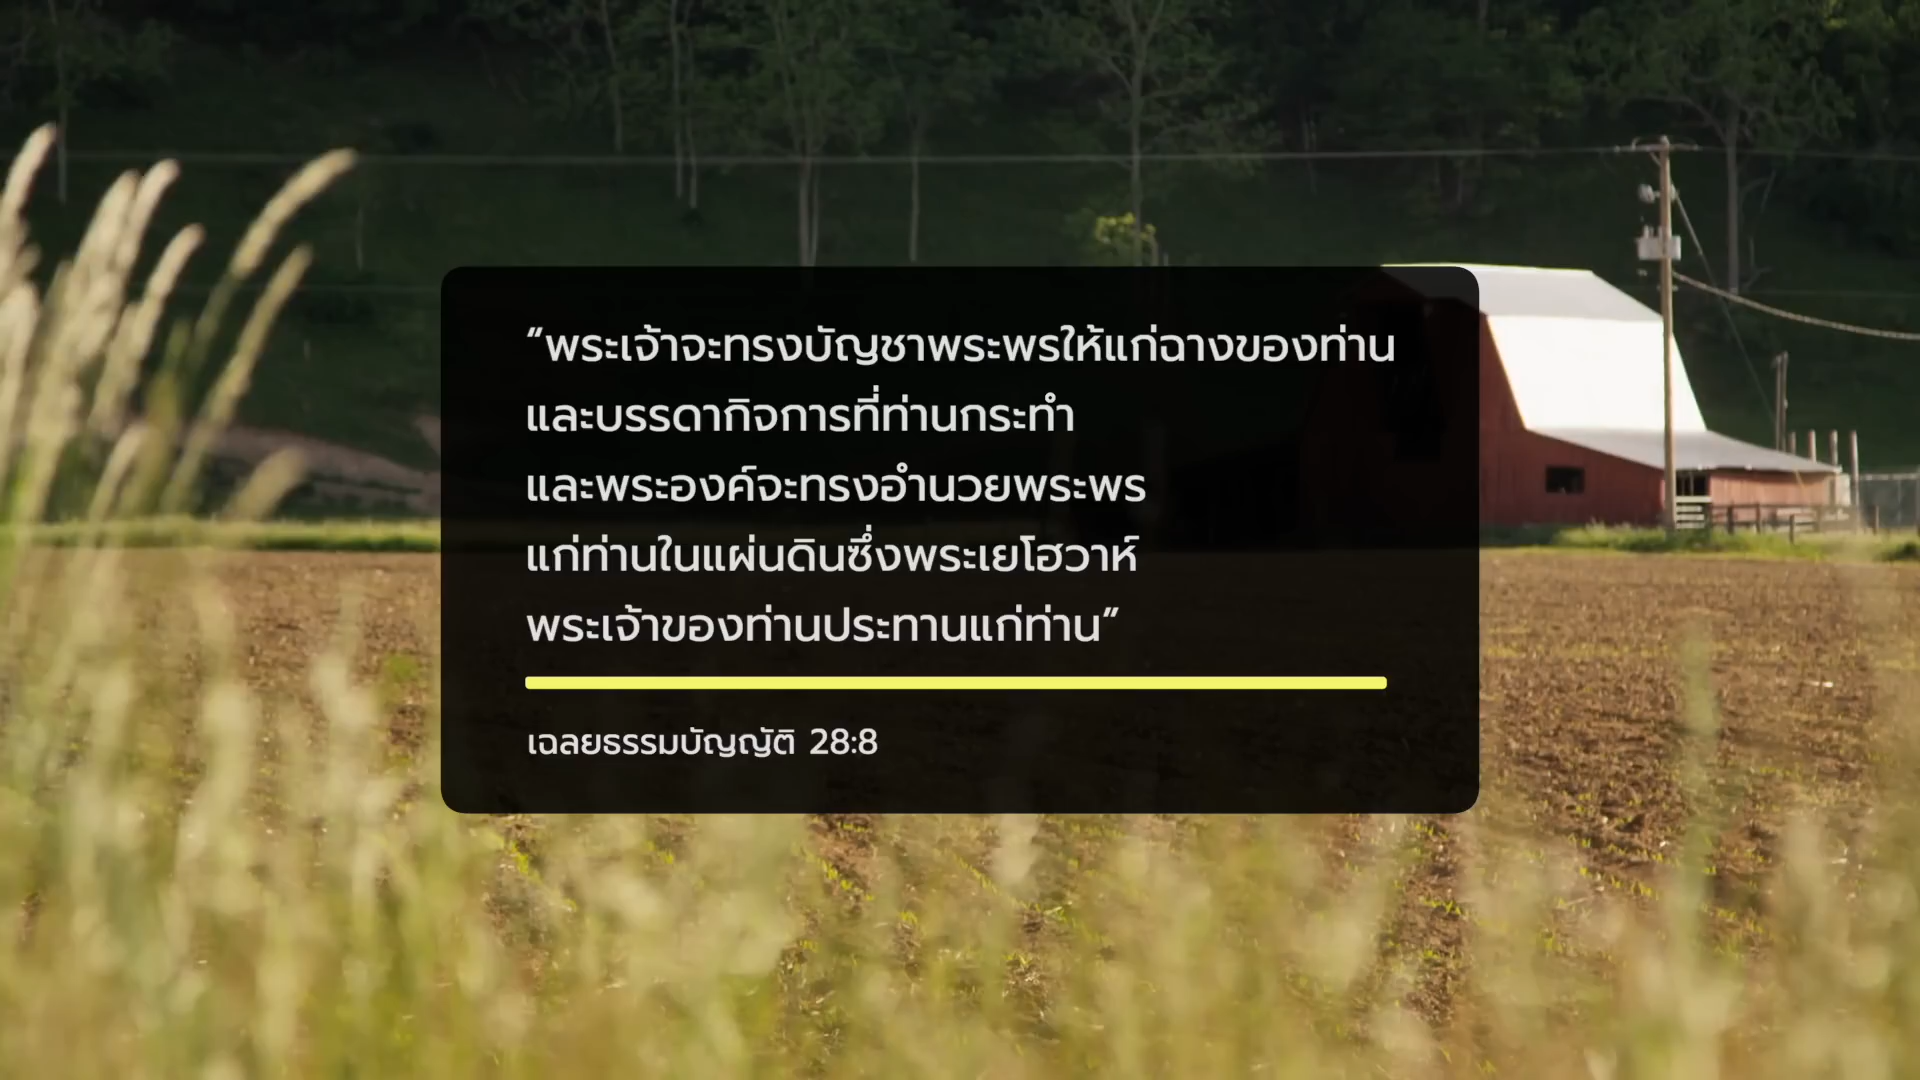 “พระเจ้าจะทรงบัญชาพระพรให้แก่ฉางของท่าน
และบรรดากิจการที่ท่านกระทำ
และพระองค์จะทรงอำนวยพระพร
แก่ท่านในแผ่นดินซึ่งพระเยโฮวาห์
พระเจ้าของท่านประทานแก่ท่าน”
เฉลยธรรมบัญญัติ 28:8